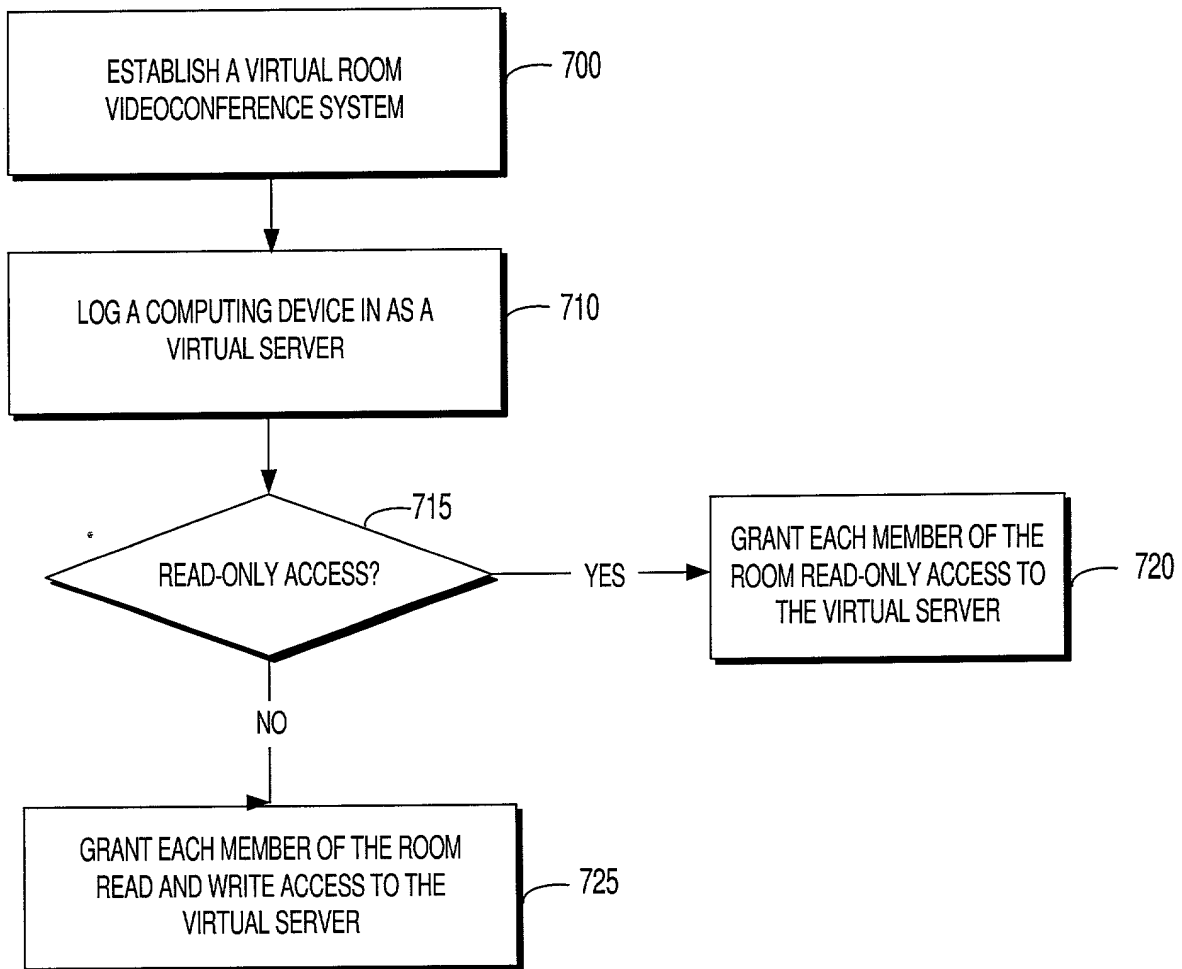 ESTABLISH A VIRTUAL ROOM
VIDEOCONFERENCE SYSTEM
700
LOG A COMPUTING DEVICE IN AS A
VIRTUAL SERVER
710
715
READ-ONLY ACCESS?
YES
GRANT EACH MEMBER OF THE
ROOM READ-ONLY ACCESS TO
THE VIRTUAL SERVER
720
NO
GRANT EACH MEMBER OF THE ROOM
READ AND WRITE ACCESS TO THE
VIRTUAL SERVER
725